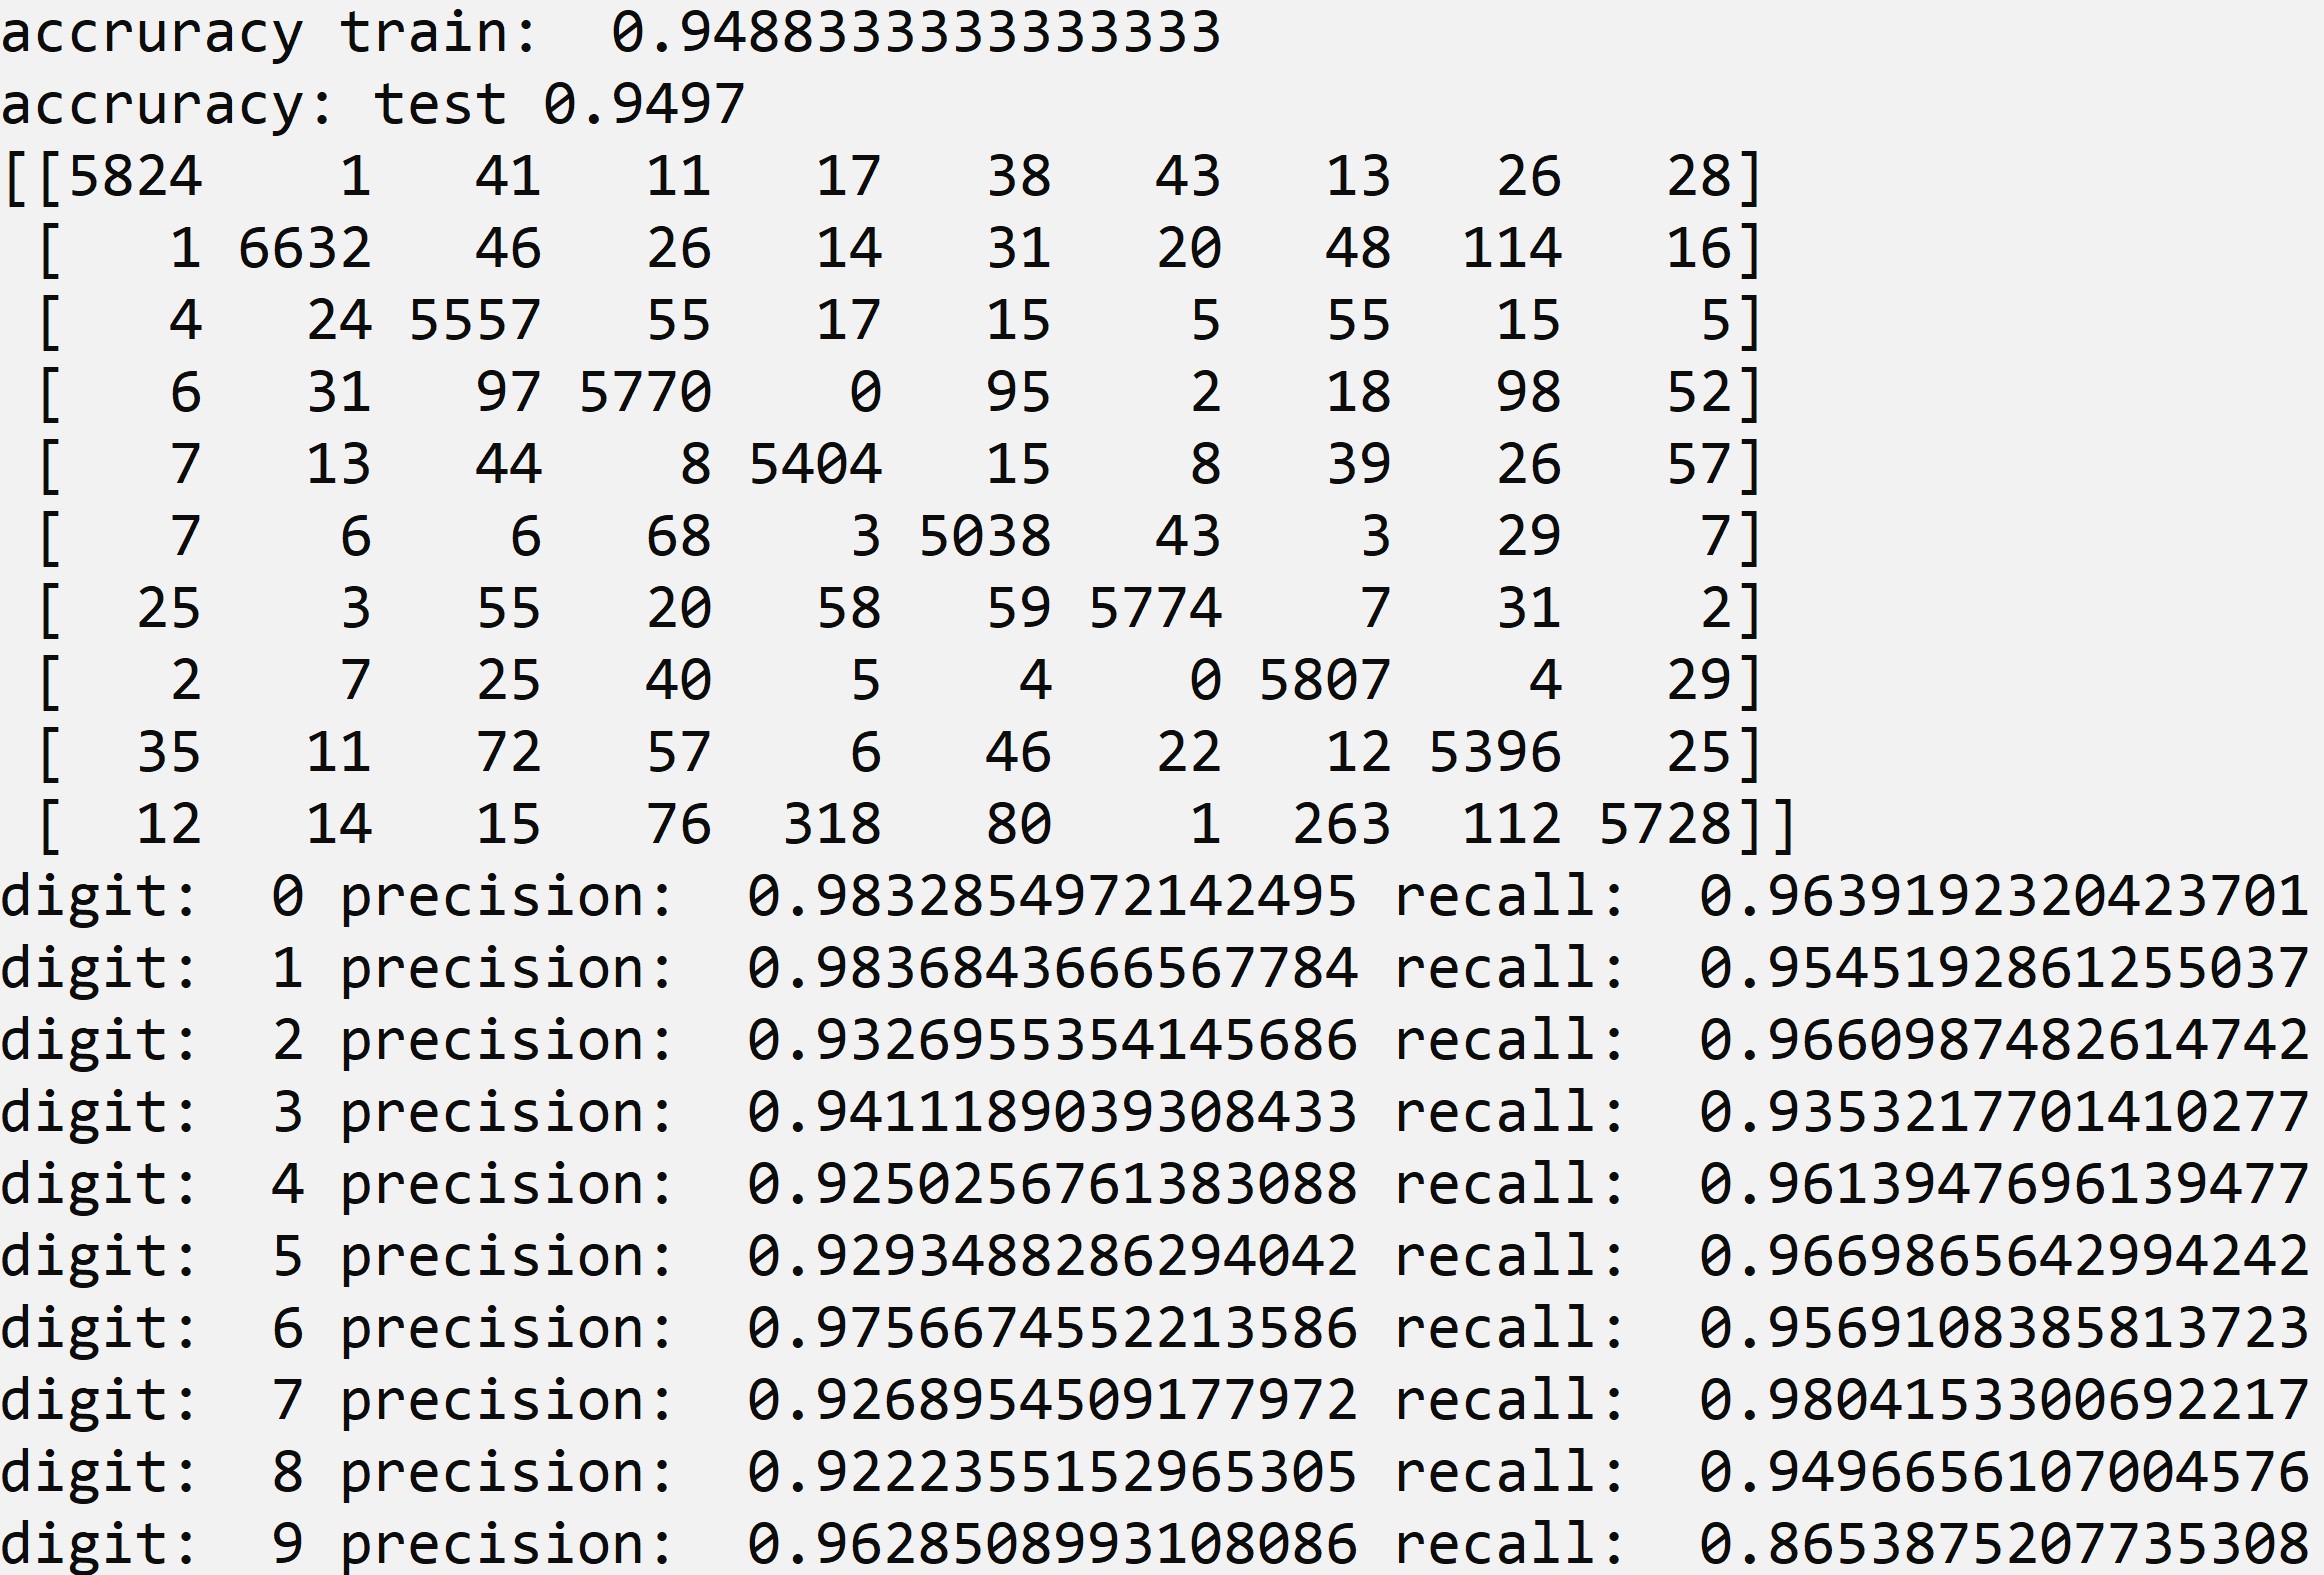 accruracy train:  0.9488333333333333
accruracy: test 0.9497
[[5824    1   41   11   17   38   43   13   26   28]
 [   1 6632   46   26   14   31   20   48  114   16]
 [   4   24 5557   55   17   15    5   55   15    5]
 [   6   31   97 5770    0   95    2   18   98   52]
 [   7   13   44    8 5404   15    8   39   26   57]
 [   7    6    6   68    3 5038   43    3   29    7]
 [  25    3   55   20   58   59 5774    7   31    2]
 [   2    7   25   40    5    4    0 5807    4   29]
 [  35   11   72   57    6   46   22   12 5396   25]
 [  12   14   15   76  318   80    1  263  112 5728]]
digit:  0 precision:  0.9832854972142495 recall:  0.9639192320423701
digit:  1 precision:  0.9836843666567784 recall:  0.9545192861255037
digit:  2 precision:  0.9326955354145686 recall:  0.9660987482614742
digit:  3 precision:  0.9411189039308433 recall:  0.9353217701410277
digit:  4 precision:  0.9250256761383088 recall:  0.9613947696139477
digit:  5 precision:  0.9293488286294042 recall:  0.9669865642994242
digit:  6 precision:  0.9756674552213586 recall:  0.9569108385813723
digit:  7 precision:  0.9268954509177972 recall:  0.9804153300692217
digit:  8 precision:  0.9222355152965305 recall:  0.9496656107004576
digit:  9 precision:  0.9628508993108086 recall:  0.8653875207735308